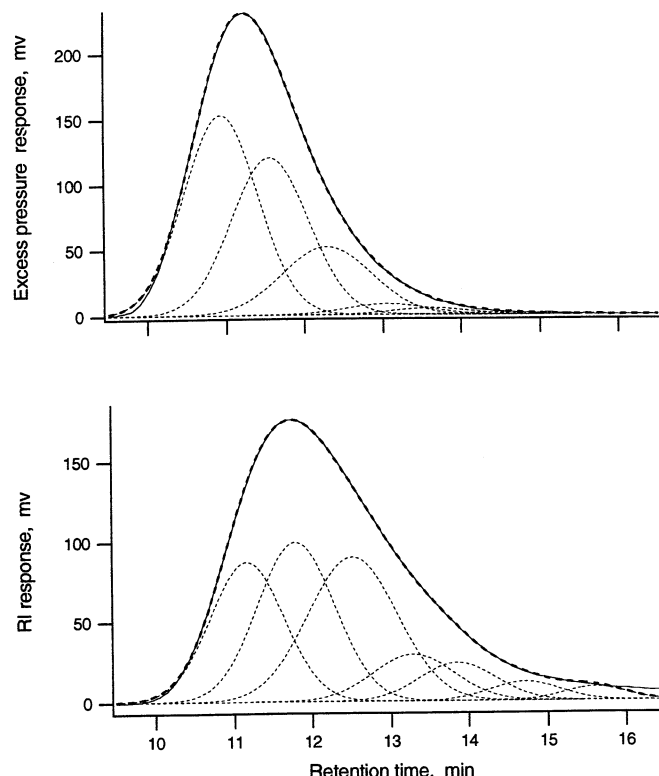 Excess pressure response, mv
200
150
100
50
0
RI response, mv
150
100
50
0
10 11 12 13 14 15 16
Retention time, min